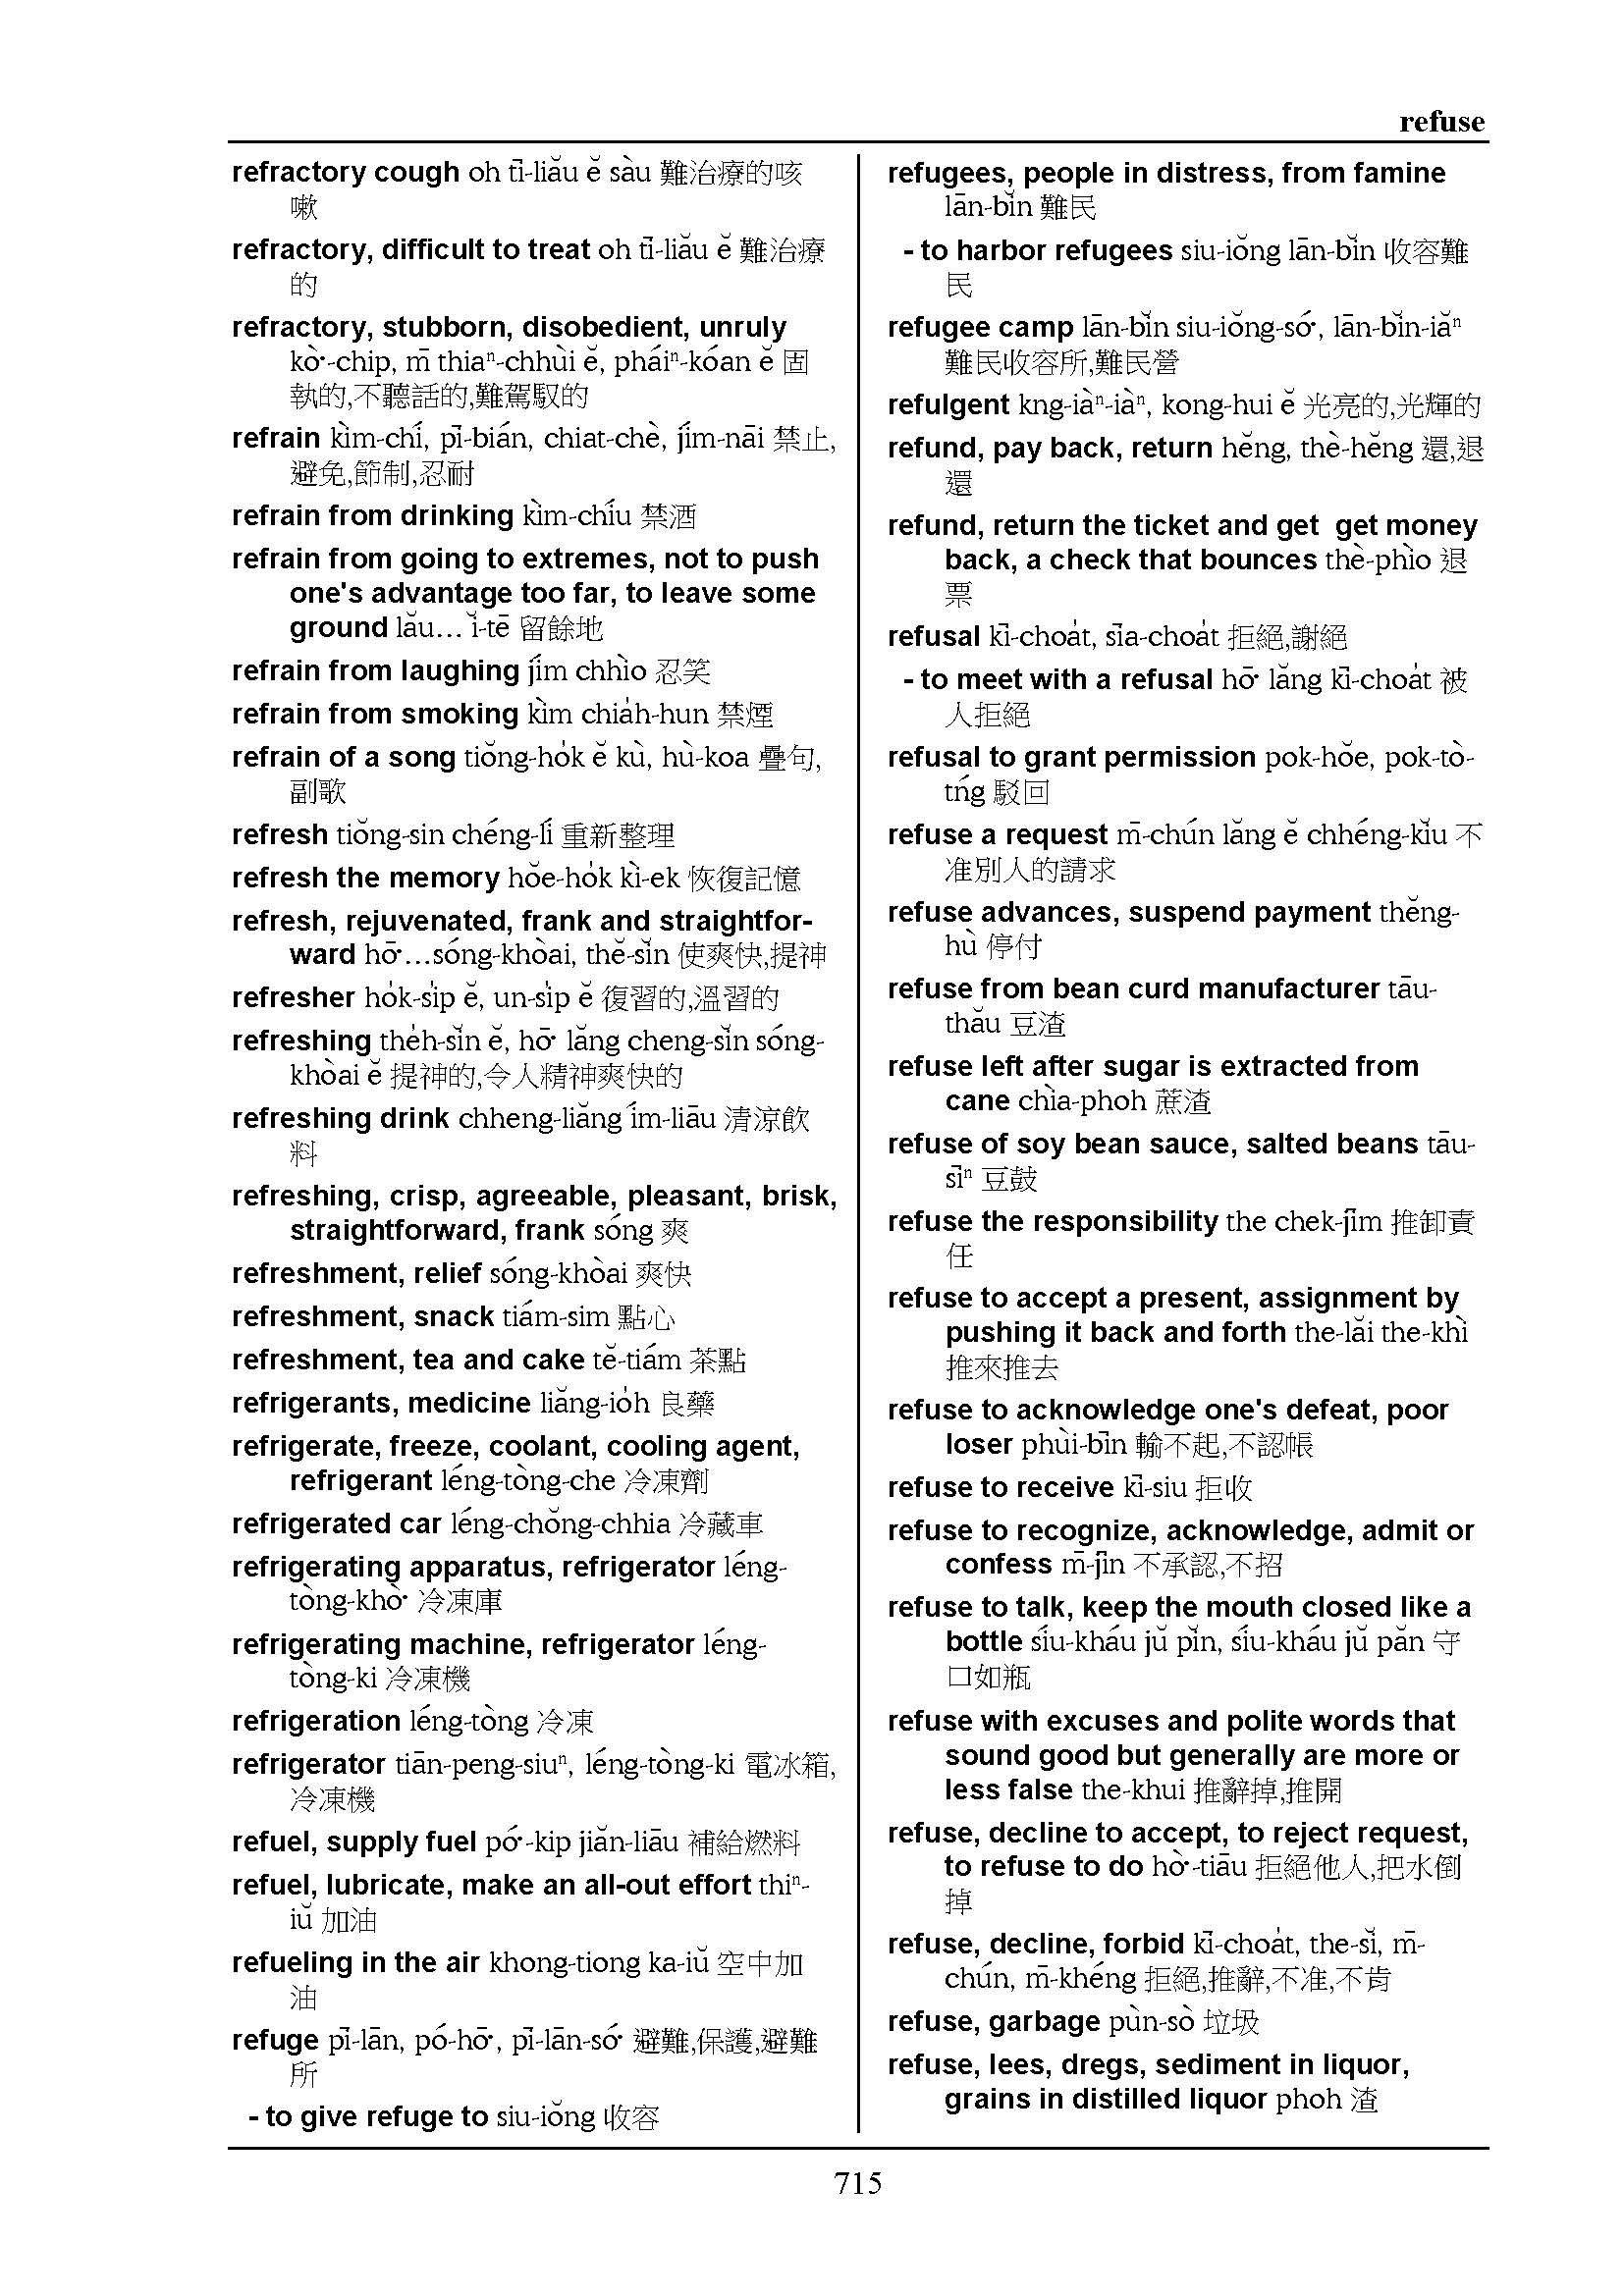 refuse
refractory cough oh tī-liău ĕ sàu 難治療的咳
嗽
refractory, difficult to treat oh tī-liău ĕ 難治療
的
refractory, stubborn, disobedient, unruly
kò͘-chip, m̄ thiaⁿ-chhùi ĕ, pháiⁿ-kóan ĕ 固
執的,不聽話的,難駕馭的
refrain kìm-chí, pī-bián, chiat-chè, jím-nāi 禁止,
避免,節制,忍耐
refrain from drinking kìm-chíu 禁酒
refrain from going to extremes, not to push
one's advantage too far, to leave some
ground lău… ĭ-tē 留餘地
refrain from laughing jím chhìo 忍笑
refrain from smoking kìm chia̍h-hun 禁煙
refrain of a song tiŏng-ho̍k ĕ kù, hù-koa 疊句,
副歌
refresh tiŏng-sin chéng-lí 重新整理
refresh the memory hŏe-ho̍k kì-ek 恢復記憶
refresh, rejuvenated, frank and straightfor-
ward hō͘…sóng-khòai, thĕ-sĭn 使爽快,提神
refresher ho̍k-si̍p ĕ, un-si̍p ĕ 復習的,溫習的
refreshing the̍h-sĭn ĕ, hō͘ lăng cheng-sĭn sóng-
khòai ĕ 提神的,令人精神爽快的
refreshing drink chheng-liăng ím-liāu 清涼飲
料
refreshing, crisp, agreeable, pleasant, brisk,
straightforward, frank sóng 爽
refreshment, relief sóng-khòai 爽快
refreshment, snack tiám-sim 點心
refreshment, tea and cake tĕ-tiám 茶點
refrigerants, medicine liăng-io̍h 良藥
refrigerate, freeze, coolant, cooling agent,
refrigerant léng-tòng-che 冷凍劑
refrigerated car léng-chŏng-chhia 冷藏車
refrigerating apparatus, refrigerator léng-
tòng-khò͘ 冷凍庫
refrigerating machine, refrigerator léng-
tòng-ki 冷凍機
refrigeration léng-tòng 冷凍
refrigerator tiān-peng-siuⁿ, léng-tòng-ki 電冰箱,
冷凍機
refuel, supply fuel pó͘-kip jiăn-liāu 補給燃料
refuel, lubricate, make an all-out effort thiⁿ-
iŭ 加油
refueling in the air khong-tiong ka-iŭ 空中加
油
refuge pī-lān, pó-hō͘, pī-lān-só͘ 避難,保護,避難
所
- to give refuge to siu-iŏng 收容
refugees, people in distress, from famine
lān-bĭn 難民
- to harbor refugees siu-iŏng lān-bĭn 收容難
民
refugee camp lān-bĭn siu-iŏng-só͘, lān-bĭn-iăⁿ
難民收容所,難民營
refulgent kng-iàⁿ-iàⁿ, kong-hui ĕ 光亮的,光輝的
refund, pay back, return hĕng, thè-hĕng 還,退
還
refund, return the ticket and get  get money
back, a check that bounces thè-phìo 退
票
refusal kī-choa̍t, sīa-choa̍t 拒絕,謝絕
- to meet with a refusal hō͘ lăng kī-choa̍t 被
人拒絕
refusal to grant permission pok-hŏe, pok-tò-
tńg 駁回
refuse a request m̄-chún lăng ĕ chhéng-kĭu 不
准別人的請求
refuse advances, suspend payment thĕng-
hù 停付
refuse from bean curd manufacturer tāu-
thău 豆渣
refuse left after sugar is extracted from
cane chìa-phoh 蔗渣
refuse of soy bean sauce, salted beans tāu-
sīⁿ 豆鼓
refuse the responsibility the chek-jīm 推卸責
任
refuse to accept a present, assignment by
pushing it back and forth the-lăi the-khì
推來推去
refuse to acknowledge one's defeat, poor
loser phùi-bīn 輸不起,不認帳
refuse to receive kī-siu 拒收
refuse to recognize, acknowledge, admit or
confess m̄-jīn 不承認,不招
refuse to talk, keep the mouth closed like a
bottle síu-kháu jŭ pĭn, síu-kháu jŭ păn 守
口如瓶
refuse with excuses and polite words that
sound good but generally are more or
less false the-khui 推辭掉,推開
refuse, decline to accept, to reject request,
to refuse to do hò͘-tiāu 拒絕他人,把水倒
掉
refuse, decline, forbid kī-choa̍t, the-sĭ, m̄-
chún, m̄-khéng 拒絕,推辭,不准,不肯
refuse, garbage pùn-sò 垃圾
refuse, lees, dregs, sediment in liquor,
grains in distilled liquor phoh 渣
715